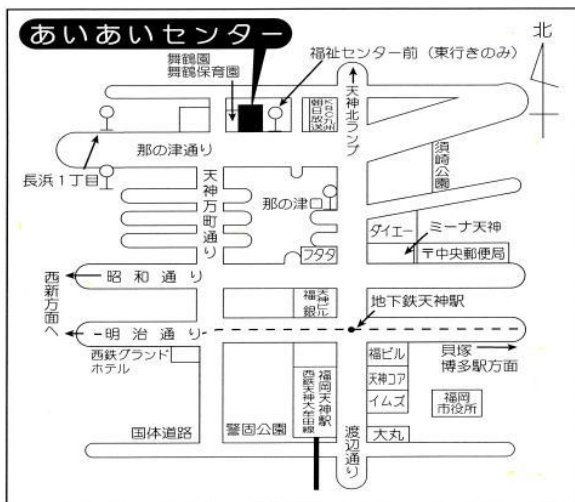 あいあいセンター
北
舞鶴園
舞鶴保育園
福祉センター前（東行きのみ）
天神北ランプ
KBC九州
朝日放送
那の津通り
長浜1丁目
須崎公園
天神万町通り
那の津口
ダイエー
ミーナ天神
フタタ
〒中央郵便局
昭和通り
西新方面へ
天神ビル
福銀
地下鉄天神駅
明治通り
西鉄グランド
ホテル
福ビル
貝塚
博多駅方面
天神コア
福岡天神駅
西鉄天神大牟田線
イムズ
福岡
市役所
国体道路
警固公園
渡辺通り
大丸